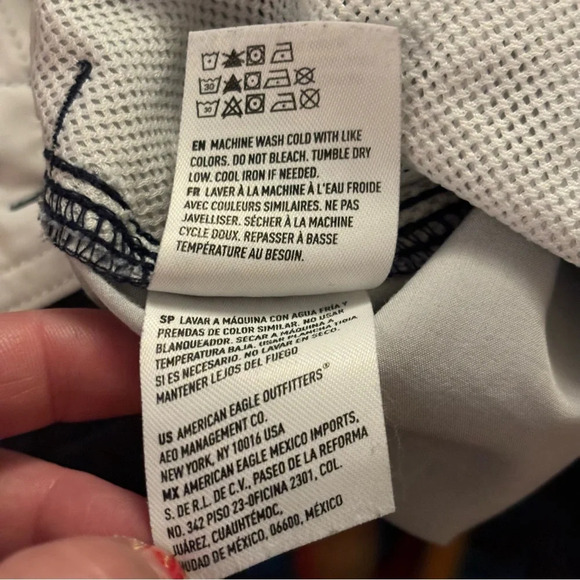 30
30
EN MACHINE WASH COLD WITH LIKE
COLORS. DO NOT BLEACH. TUMBLE DRY
LOW. COOL IRON IF NEEDED.
FR LAVER À LA MACHINE À L'EAU FROIDE
AVEC COULEURS SIMILAIRES. NE PAS
JAVELLISER. SÉCHER À LA MACHINE
CYCLE DOUX. REPASSER À BASSE
TEMPÉRATURE AU BESOIN.
SP LAVAR A MÁQUINA CON AGUA FRÍA Y
PRENDAS DE COLOR SIMILAR. NO USAR
BLANQUEADOR. SECAR A MÁQUINA A
TEMPERATURA BAJA. USAR PLANCHA TIBIA
SI ES NECESARIO. NO LAVAR EN SECO.
MANTENER LEJOS DEL FUEGO
US AMERICAN EAGLE OUTFITTERS®
AEO MANAGEMENT CO.
NEW YORK, NY 10016 USA
MX AMERICAN EAGLE MEXICO IMPORTS,
S. DE R.L. DE C.V., PASEO DE LA REFORMA
NO. 342 PISO 23-OFICINA 2301, COL.
JUÁREZ, CUAUHTÉMOC,
CIUDAD DE MÉXICO, 06600, MÉXICO